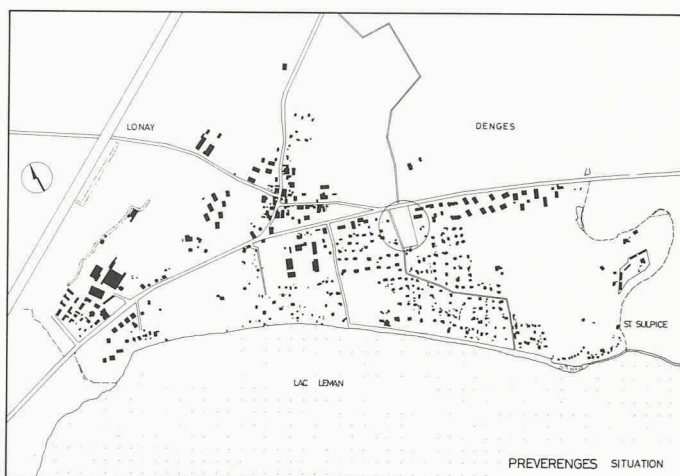 LONAY
DENGES
ST SULPICE
LAC LEMAN
PREVERENGES SITUATION